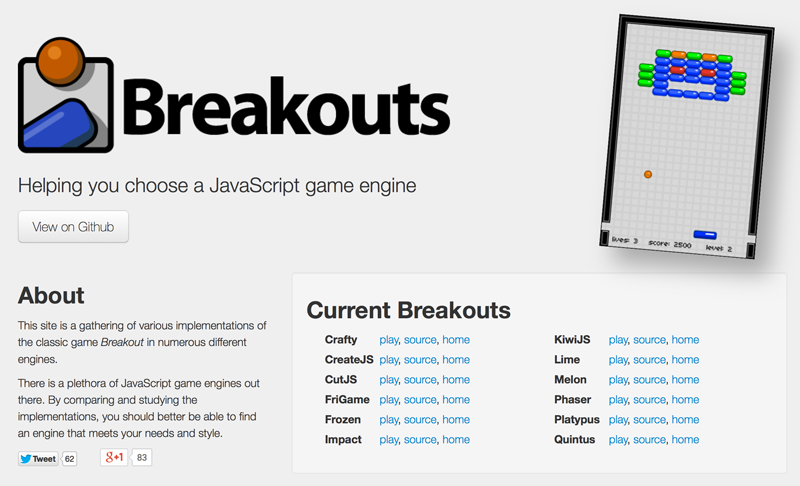 Breakouts
Helping you choose a JavaScript game engine
View on Github
lives: 3 score: 2500 level: 2
About
This site is a gathering of various implementations of
the classic game Breakout in numerous different
engines.
There is a plethora of JavaScript game engines out
there. By comparing and studying the
implementations, you should better be able to find
an engine that meets your needs and style.
Tweet 62
g+1 83
Current Breakouts
Crafty play, source, home
CreateJS play, source, home
CutJS play, source, home
FriGame play, source, home
Frozen play, source, home
Impact play, source, home
KiwiJS play, source, home
Lime play, source, home
Melon play, source, home
Phaser play, source, home
Platypus play, source, home
Quintus play, source, home